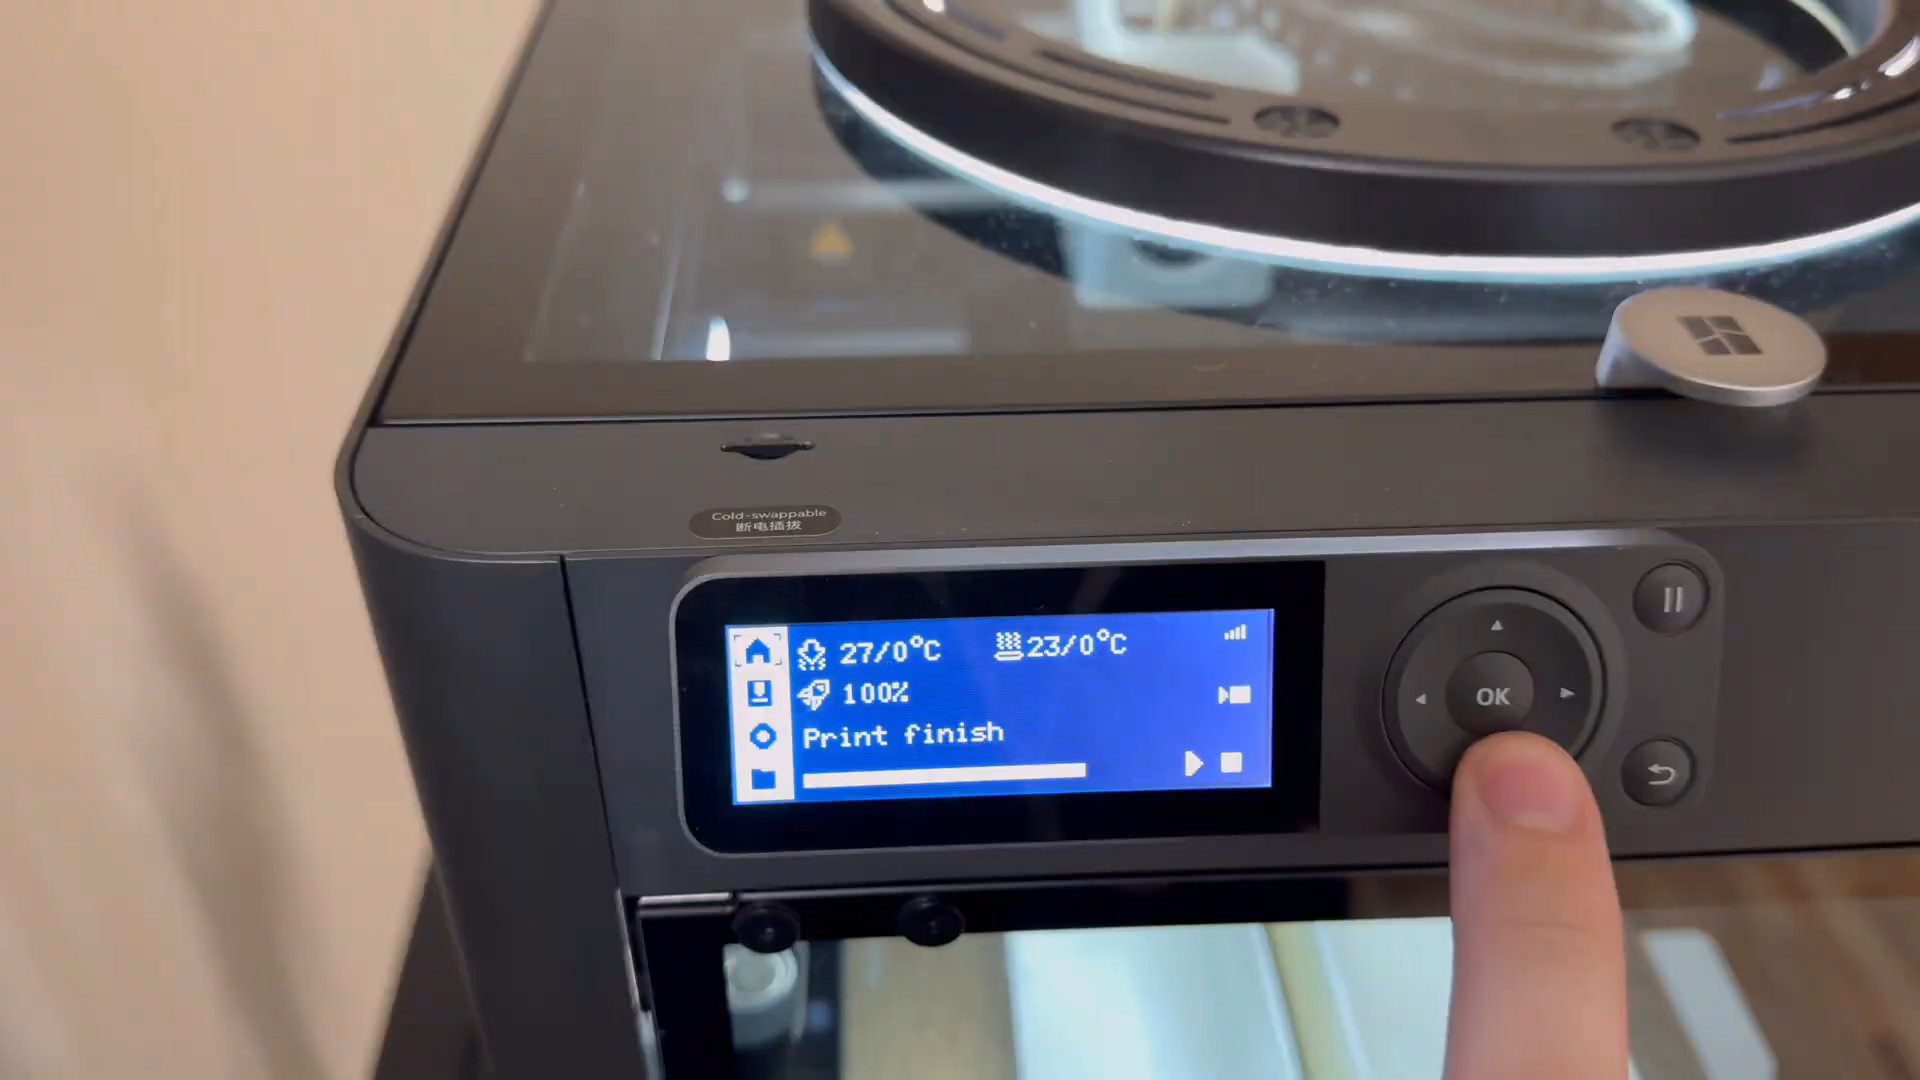 Cold-swappable
断电插拔
27/0°C 23/0°C
100%
Print finish
OK